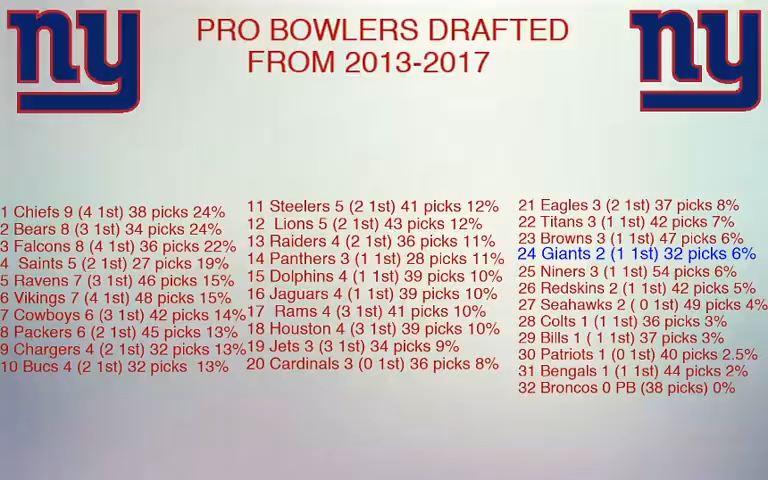 ny
PRO BOWLERS DRAFTED
FROM 2013-2017
ny
1 Chiefs 9 (4 1st) 38 picks 24%
2 Bears 8 (3 1st) 34 picks 24%
3 Falcons 8 (4 1st) 36 picks 22%
4 Saints 5 (2 1st) 27 picks 19%
5 Ravens 7 (3 1st) 46 picks 15%
6 Vikings 7 (4 1st) 48 picks 15%
7 Cowboys 6 (3 1st) 42 picks 14%
8 Packers 6 (2 1st) 45 picks 13%
9 Chargers 4 (2 1st) 32 picks 13%
10 Bucs 4 (2 1st) 32 picks 13%
11 Steelers 5 (2 1st) 41 picks 12%
12 Lions 5 (2 1st) 43 picks 12%
13 Raiders 4 (2 1st) 36 picks 11%
14 Panthers 3 (1 1st) 28 picks 11%
15 Dolphins 4 (1 1st) 39 picks 10%
16 Jaguars 4 (1 1st) 39 picks 10%
17 Rams 4 (3 1st) 41 picks 10%
18 Houston 4 (3 1st) 39 picks 10%
19 Jets 3 (3 1st) 34 picks 9%
20 Cardinals 3 (0 1st) 36 picks 8%
21 Eagles 3 (2 1st) 37 picks 8%
22 Titans 3 (1 1st) 42 picks 7%
23 Browns 3 (1 1st) 47 picks 6%
24 Giants 2 (1 1st) 32 picks 6%
25 Niners 3 (1 1st) 54 picks 6%
26 Redskins 2 (1 1st) 42 picks 5%
27 Seahawks 2 ( 0 1st) 49 picks 4%
28 Colts 1 (1 1st) 36 picks 3%
29 Bills 1 ( 1 1st) 37 picks 3%
30 Patriots 1 (0 1st) 40 picks 2.5%
31 Bengals 1 (1 1st) 44 picks 2%
32 Broncos 0 PB (38 picks) 0%